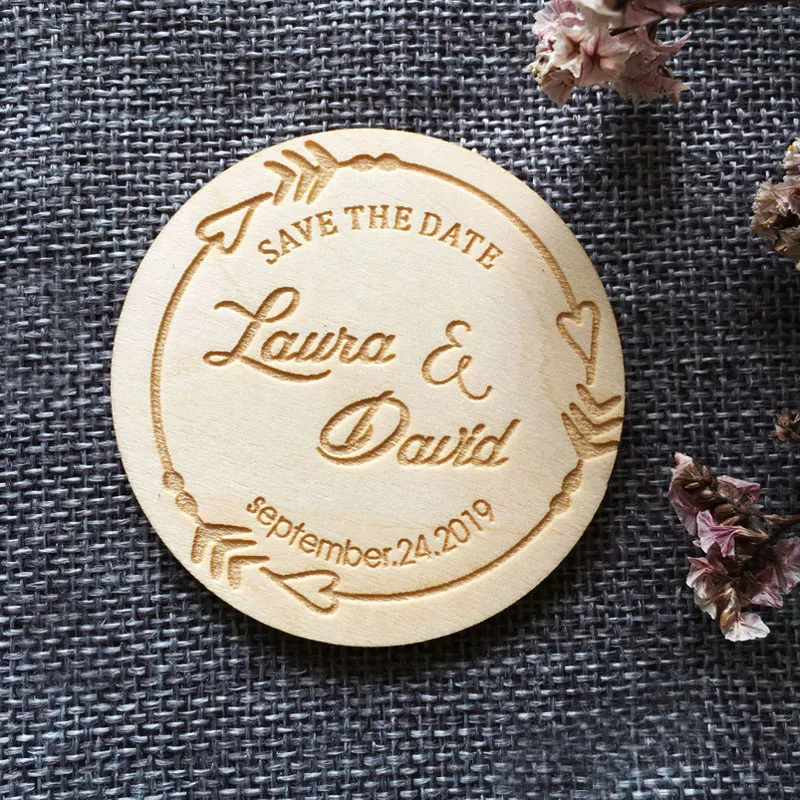 SAVE THE DATE
Laura &
David
september.24.2019